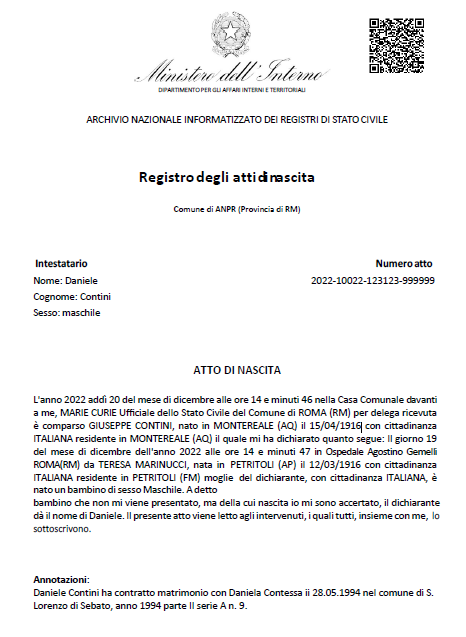 Ministero dell'Interno
DIPARTIMENTO PER GLI AFFARI INTERNI E TERRITORIALI
ARCHIVIO NAZIONALE INFORMATIZZATO DEI REGISTRI DI STATO CIVILE
Registro degli atti di nascita
Comune di ANPR (Provincia di RM)
Intestatario Numero atto
Nome: Daniele 2022-10022-123123-999999
Cognome: Contini
Sesso: maschile
ATTO DI NASCITA
L'anno 2022 addì 20 del mese di dicembre alle ore 14 e minuti 46 nella Casa Comunale davanti
a me, MARIE CURIE Ufficiale dello Stato Civile del Comune di ROMA (RM) per delega ricevuta
è comparso GIUSEPPE CONTINI, nato in MONTEREALE (AQ) il 15/04/1916 con cittadinanza
ITALIANA residente in MONTEREALE (AQ) il quale mi ha dichiarato quanto segue: Il giorno 19
del mese di dicembre dell'anno 2022 alle ore 14 e minuti 47 in Ospedale Agostino Gemelli
ROMA(RM) da TERESA MARINUCCI, nata in PETRITOLI (AP) il 12/03/1916 con cittadinanza
ITALIANA residente in PETRITOLI (FM) moglie del dichiarante, con cittadinanza ITALIANA, è
nato un bambino di sesso Maschile. A detto
bambino che non mi viene presentato, ma della cui nascita io mi sono accertato, il dichiarante
dà il nome di Daniele. Il presente atto viene letto agli intervenuti, i quali tutti, insieme con me, lo
sottoscrivono.
Annotazioni:
Daniele Contini ha contratto matrimonio con Daniela Contessa ii 28.05.1994 nel comune di S.
Lorenzo di Sebato, anno 1994 parte II serie A n. 9.